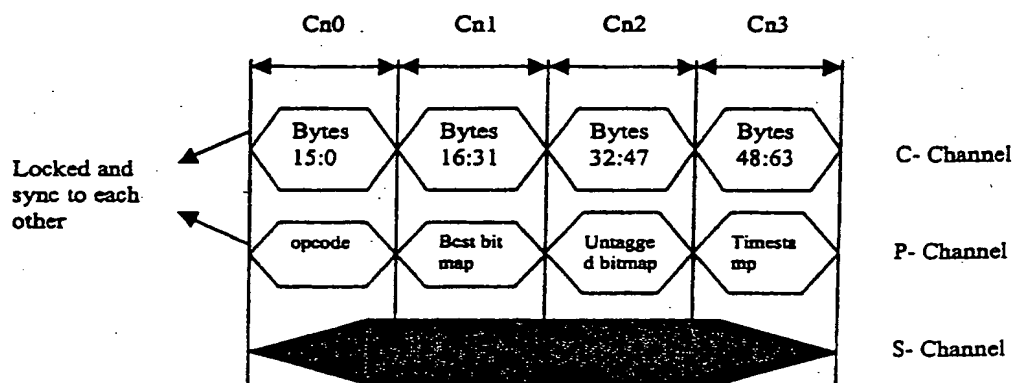 Cn0 Cn1 Cn2 Cn3
Bytes 15:0
Bytes 16:31
Bytes 32:47
Bytes 48:63
C- Channel
Locked and
sync to each
other
opcode
Best bit
map
Untagge
d bitmap
Timesta
mp
P- Channel
S- Channel